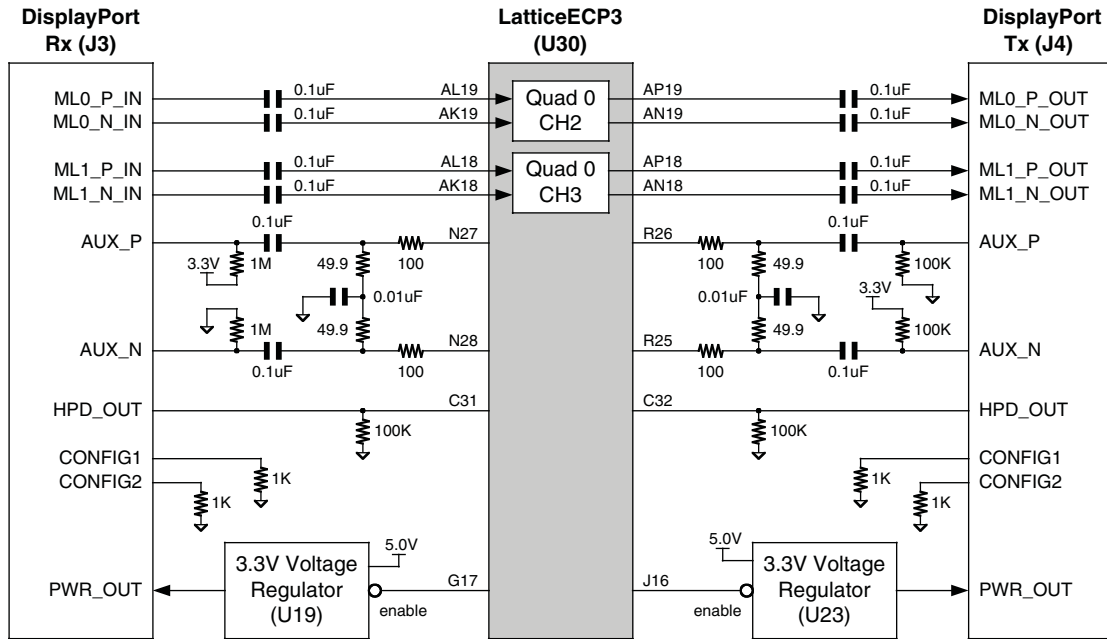 DisplayPort
Rx (J3)
LatticeECP3
(U30)
DisplayPort
Tx (J4)
ML0_P_IN
0.1uF
AL19
Quad 0
CH2
AP19
0.1uF
ML0_P_OUT
ML0_N_IN
0.1uF
AK19
AN19
0.1uF
ML0_N_OUT
ML1_P_IN
0.1uF
AL18
Quad 0
CH3
AP18
0.1uF
ML1_P_OUT
ML1_N_IN
0.1uF
AK18
AN18
0.1uF
ML1_N_OUT
AUX_P
0.1uF
N27
R26
0.1uF
AUX_P
3.3V
1M
49.9
100
100
49.9
100K
0.01uF
0.01uF
3.3V
1M
49.9
49.9
100K
AUX_N
0.1uF
100
N28
R25
100
0.1uF
AUX_N
HPD_OUT
C31
C32
HPD_OUT
100K
100K
CONFIG1
1K
1K
CONFIG1
CONFIG2
1K
1K
CONFIG2
PWR_OUT
3.3V Voltage
Regulator
(U19)
5.0V
enable
G17
J16
enable
5.0V
3.3V Voltage
Regulator
(U23)
PWR_OUT